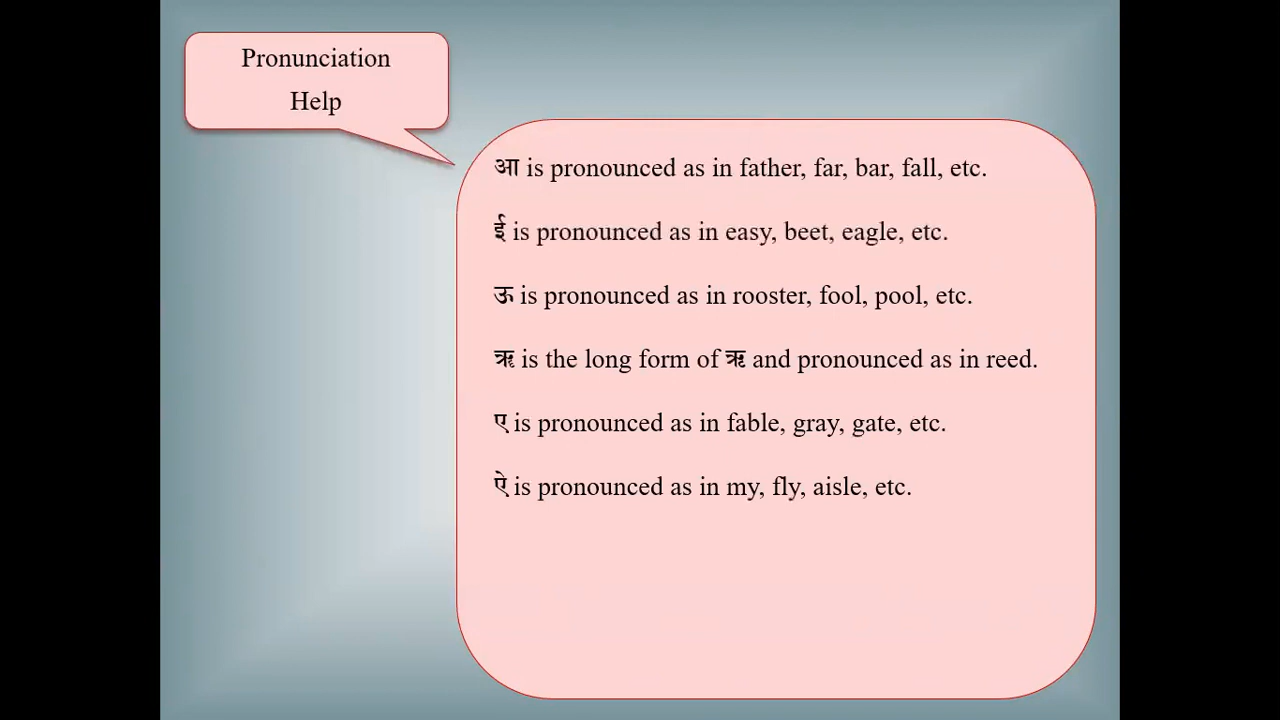 Pronunciation
Help
आ is pronounced as in father, far, bar, fall, etc.
ई is pronounced as in easy, beet, eagle, etc.
ऊ is pronounced as in rooster, fool, pool, etc.
ॠ is the long form of ऋ and pronounced as in reed.
ए is pronounced as in fable, gray, gate, etc.
ऐ is pronounced as in my, fly, aisle, etc.